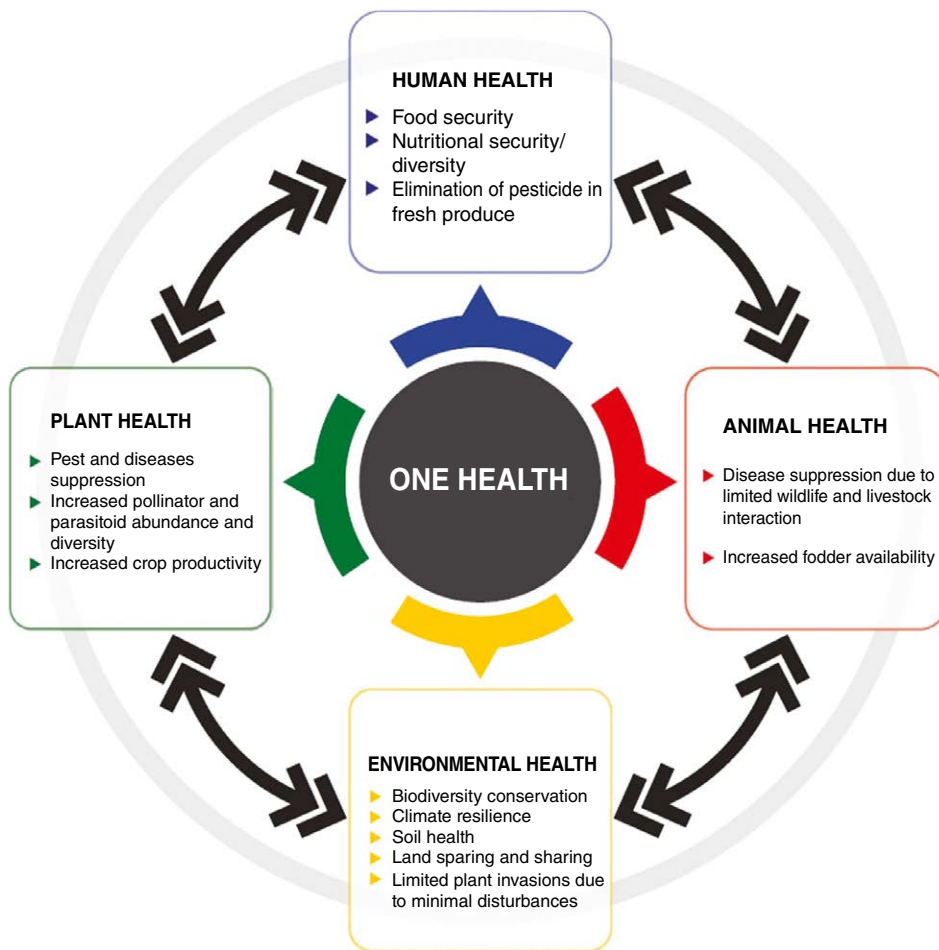 HUMAN HEALTH
Food security
Nutritional security/
diversity
Elimination of pesticide in
fresh produce
PLANT HEALTH
Pest and diseases
suppression
Increased pollinator and
parasitoid abundance and
diversity
Increased crop productivity
ONE HEALTH
ANIMAL HEALTH
Disease suppression due to
limited wildlife and livestock
interaction
Increased fodder availability
ENVIRONMENTAL HEALTH
Biodiversity conservation
Climate resilience
Soil health
Land sparing and sharing
Limited plant invasions due
to minimal disturbances